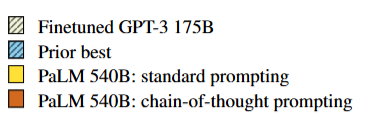 Finetuned GPT-3 175B
Prior best
PaLM 540B: standard prompting
PaLM 540B: chain-of-thought prompting